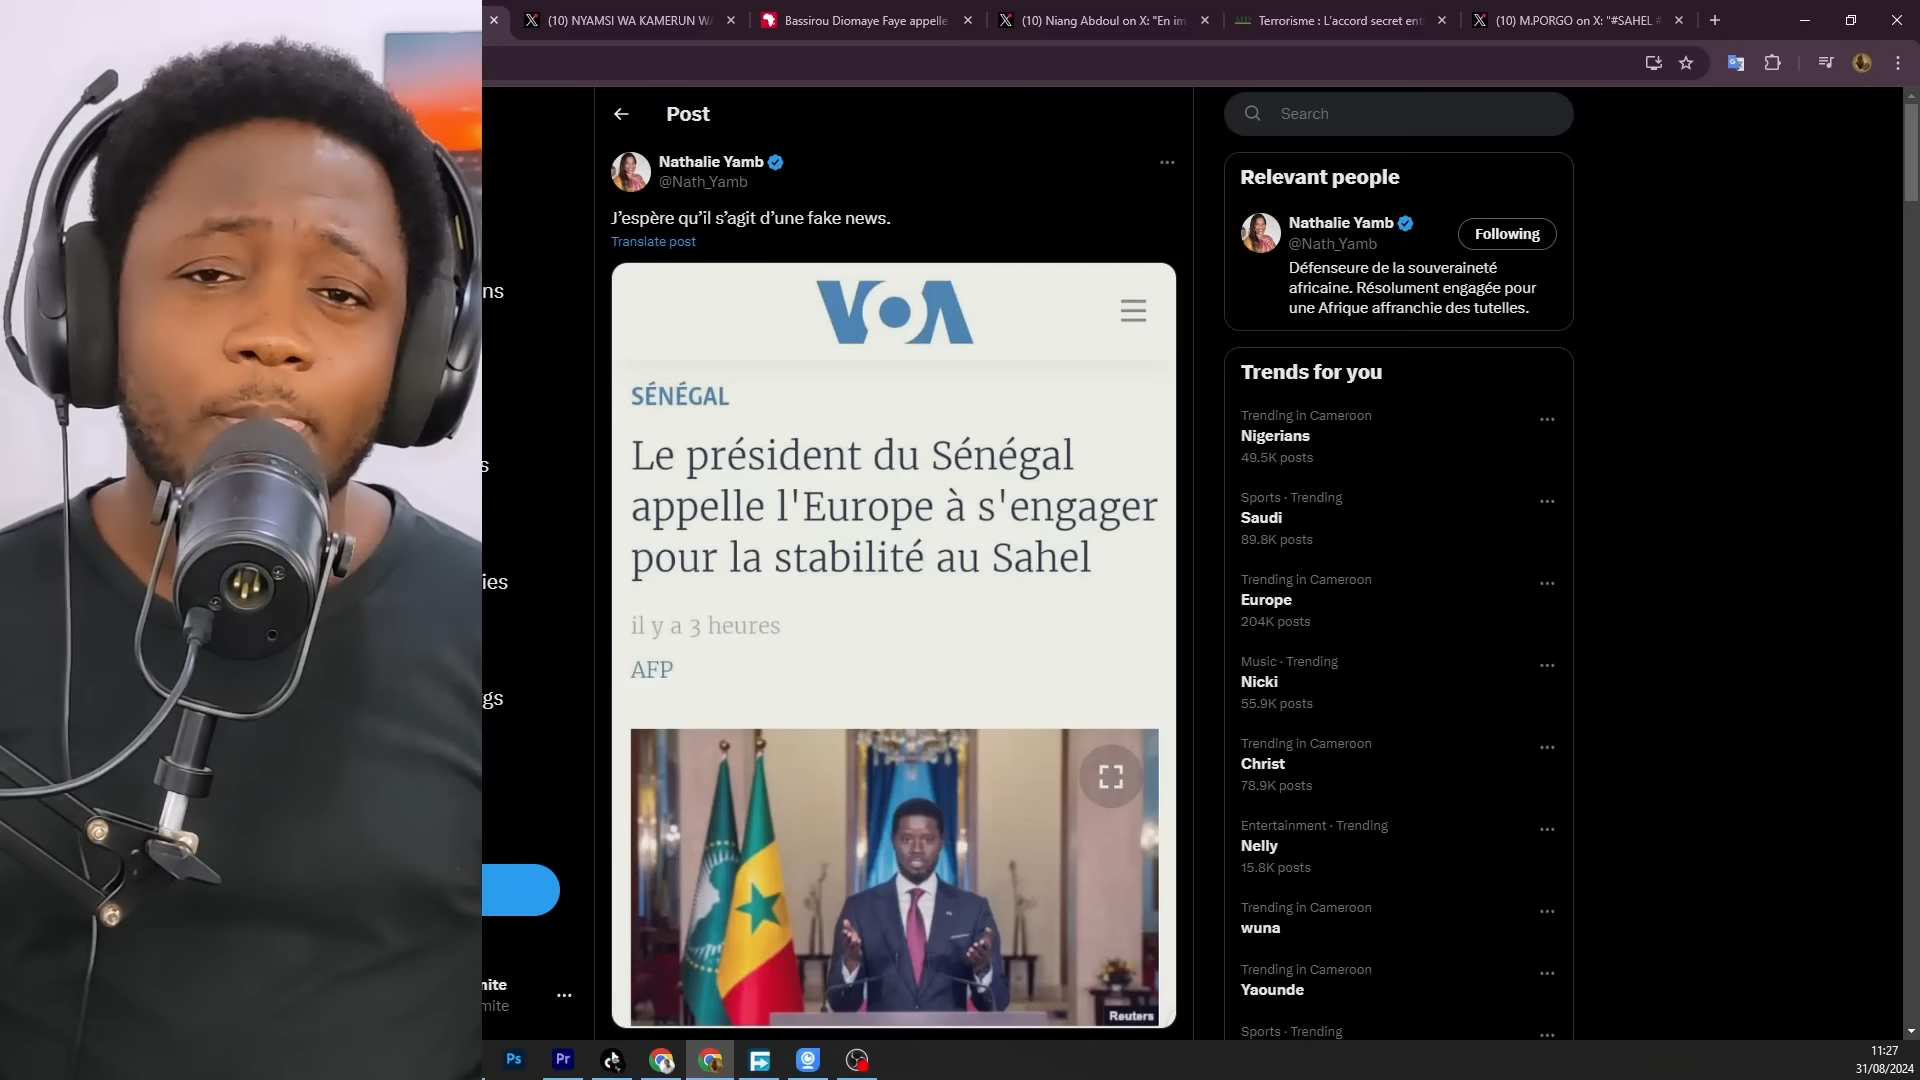 (10) NYAMSI WA KAMERUN W
Bassirou Diomaye Faye appelle
(10) Niang Abdoul on X: "En im
Terrorisme : L'accord secret ent
(10) M.PORGO on X: "#SAHEL #
Post
Search
Nathalie Yamb
@Nath_Yamb
J'espère qu'il s'agit d'une fake news.
Translate post
VOA
SÉNÉGAL
Le président du Sénégal
appelle l'Europe à s'engager
pour la stabilité au Sahel
il y a 3 heures
AFP
Reuters
Relevant people
Nathalie Yamb
@Nath_Yamb
Following
Défenseure de la souveraineté
africaine. Résolument engagée pour
une Afrique affranchie des tutelles.
Trends for you
Trending in Cameroon
Nigerians
49.5K posts
Sports · Trending
Saudi
89.8K posts
Trending in Cameroon
Europe
204K posts
Music · Trending
Nicki
55.9K posts
Trending in Cameroon
Christ
78.9K posts
Entertainment · Trending
Nelly
15.8K posts
Trending in Cameroon
wuna
Trending in Cameroon
Yaounde
Sports · Trending
ns
s
ies
gs
nite
mite
Ps
Pr
11:27
31/08/2024